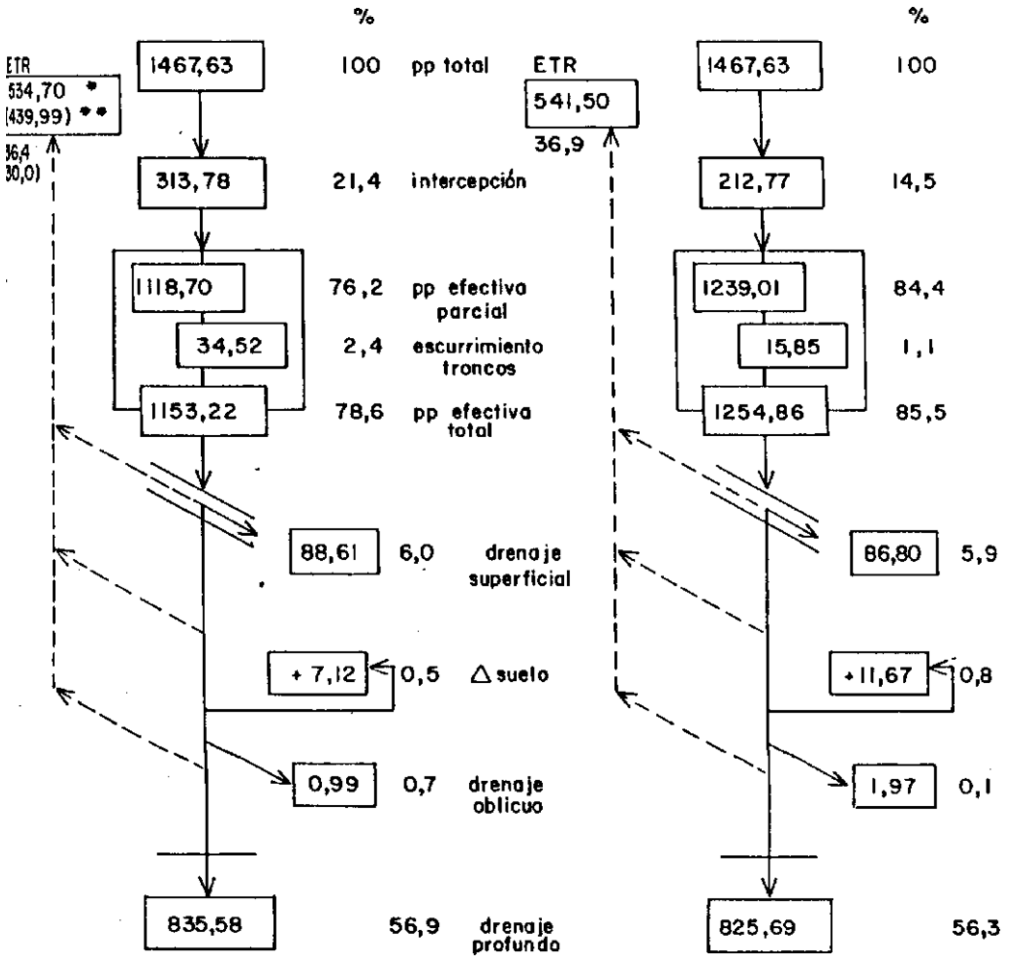 % %
ETR 1467,63 100 pp total ETR 1467,63 100
534,70 * 541,50
(439,99) **
36,4 36,9
30,0)
313,78 21,4 intercepción 212,77 14,5
1118,70 76,2 pp efectiva 1239,01 84,4
parcial
34,52 2,4 escurrimiento 15,85 1,1
troncos
1153,22 78,6 pp efectiva 1254,86 85,5
total
88,61 6,0 drenaje 86,80 5,9
superficial
+ 7,12 0,5 △ suelo +11,67 0,8
0,99 0,7 drenaje 1,97 0,1
oblicuo
835,58 56,9 drenaje 825,69 56,3
profundo